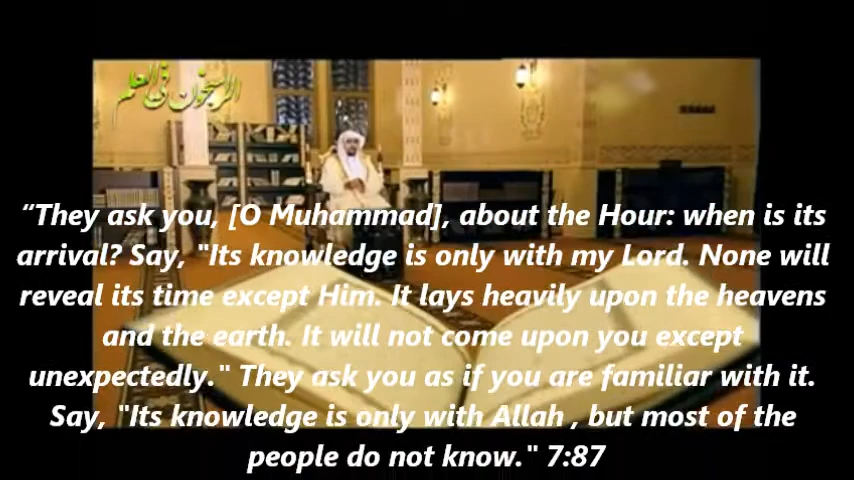 الراسخون في العلم
“They ask you, [O Muhammad], about the Hour: when is its
arrival? Say, "Its knowledge is only with my Lord. None will
reveal its time except Him. It lays heavily upon the heavens
and the earth. It will not come upon you except
unexpectedly." They ask you as if you are familiar with it.
Say, "Its knowledge is only with Allah , but most of the
people do not know." 7:87